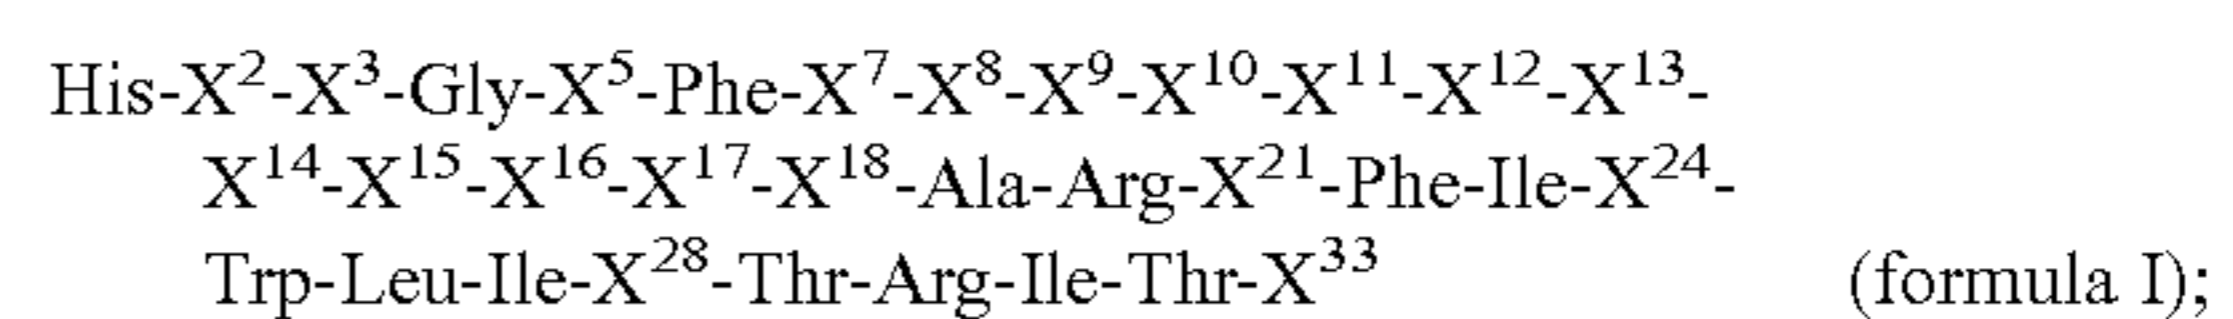 His-X²-X³-Gly-X⁵-Phe-X⁷-X⁸-X⁹-X¹⁰-X¹¹-X¹²-X¹³-
X¹⁴-X¹⁵-X¹⁶-X¹⁷-X¹⁸-Ala-Arg-X²¹-Phe-Ile-X²⁴-
Trp-Leu-Ile-X²⁸-Thr-Arg-Ile-Thr-X³³ (formula I);